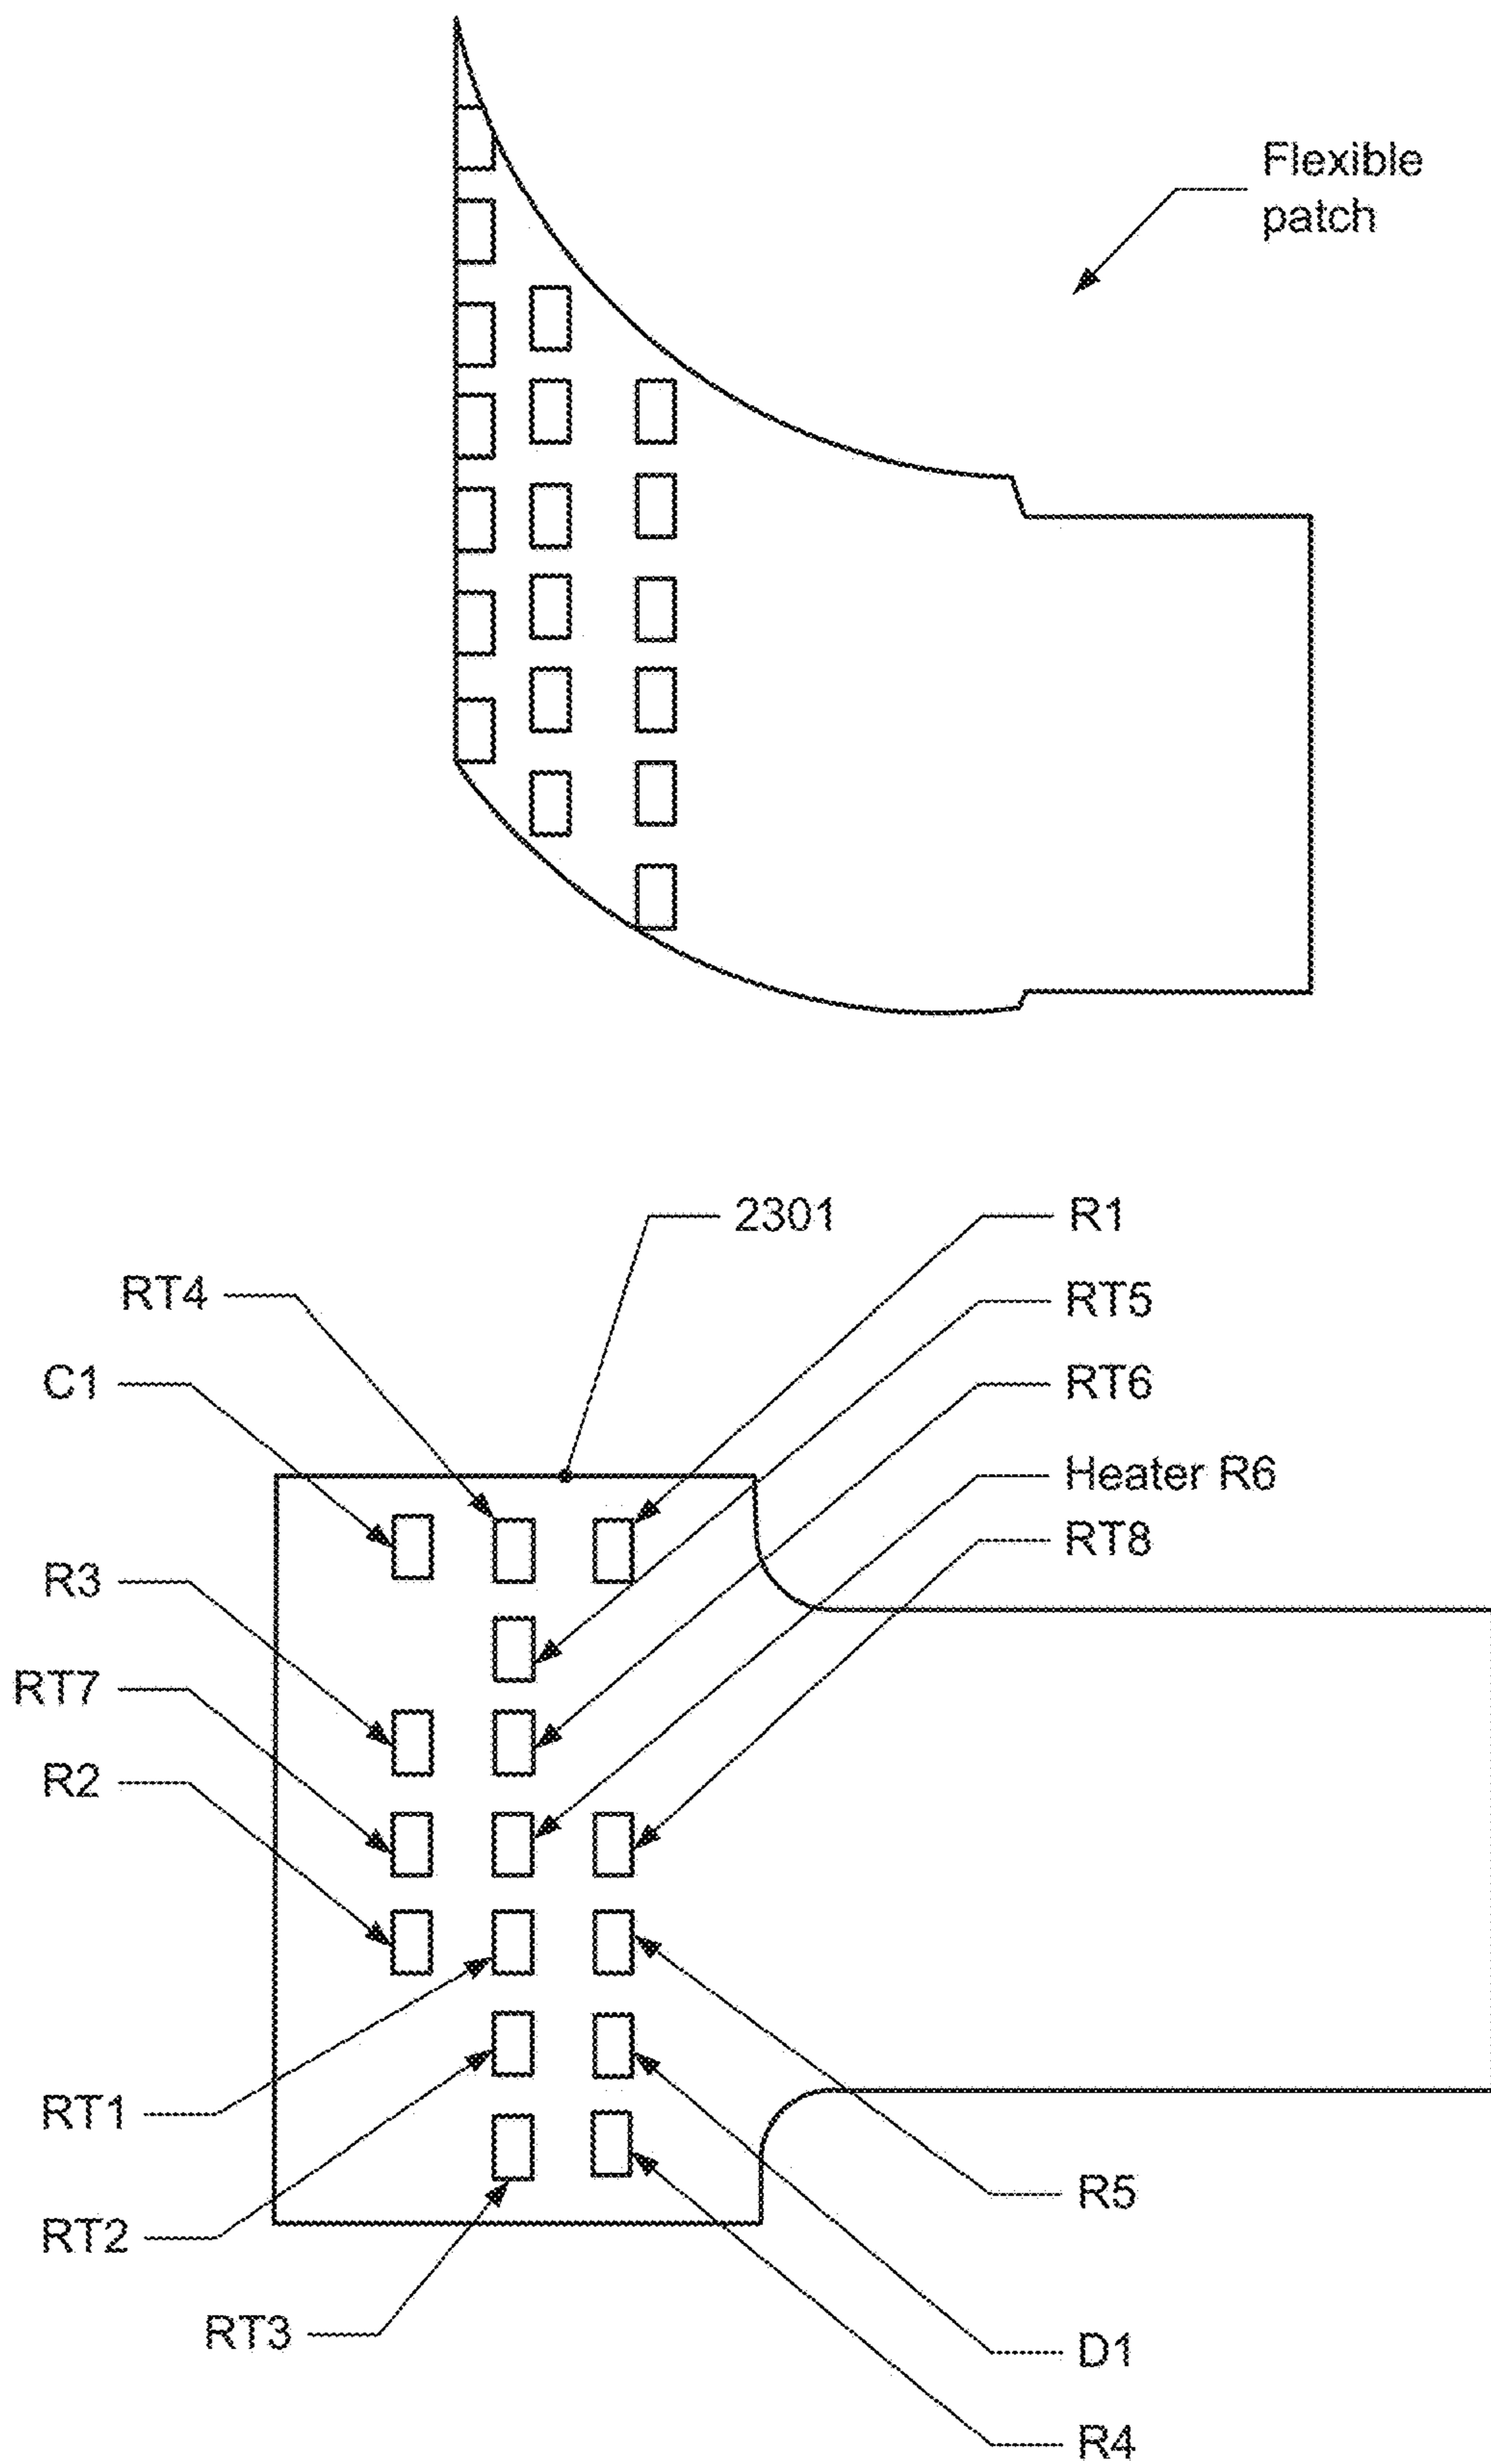 Flexible
patch
2301
R1
RT4
RT5
C1
RT6
Heater R6
RT8
R3
RT7
R2
RT1
R5
RT2
RT3
D1
R4